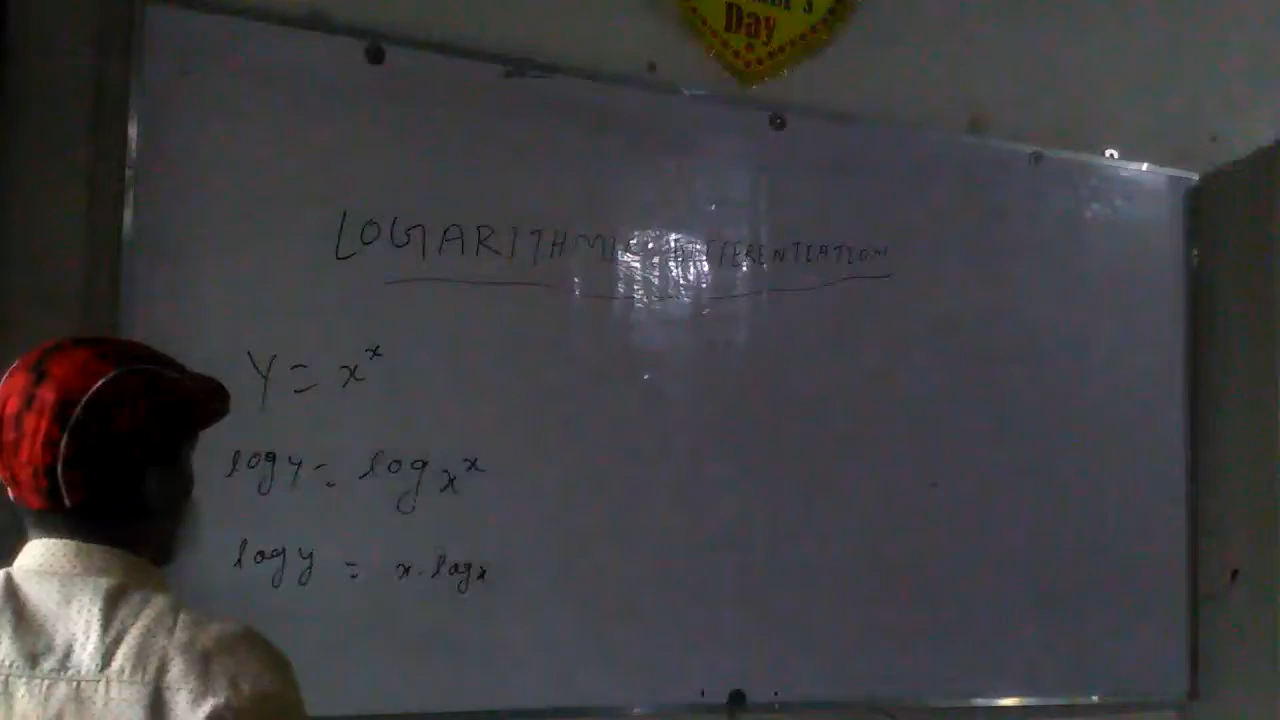 Day
LOGARITHMIC DIFFERENTIATION
Y = x^x
log y = log x^x
log y = x . log x